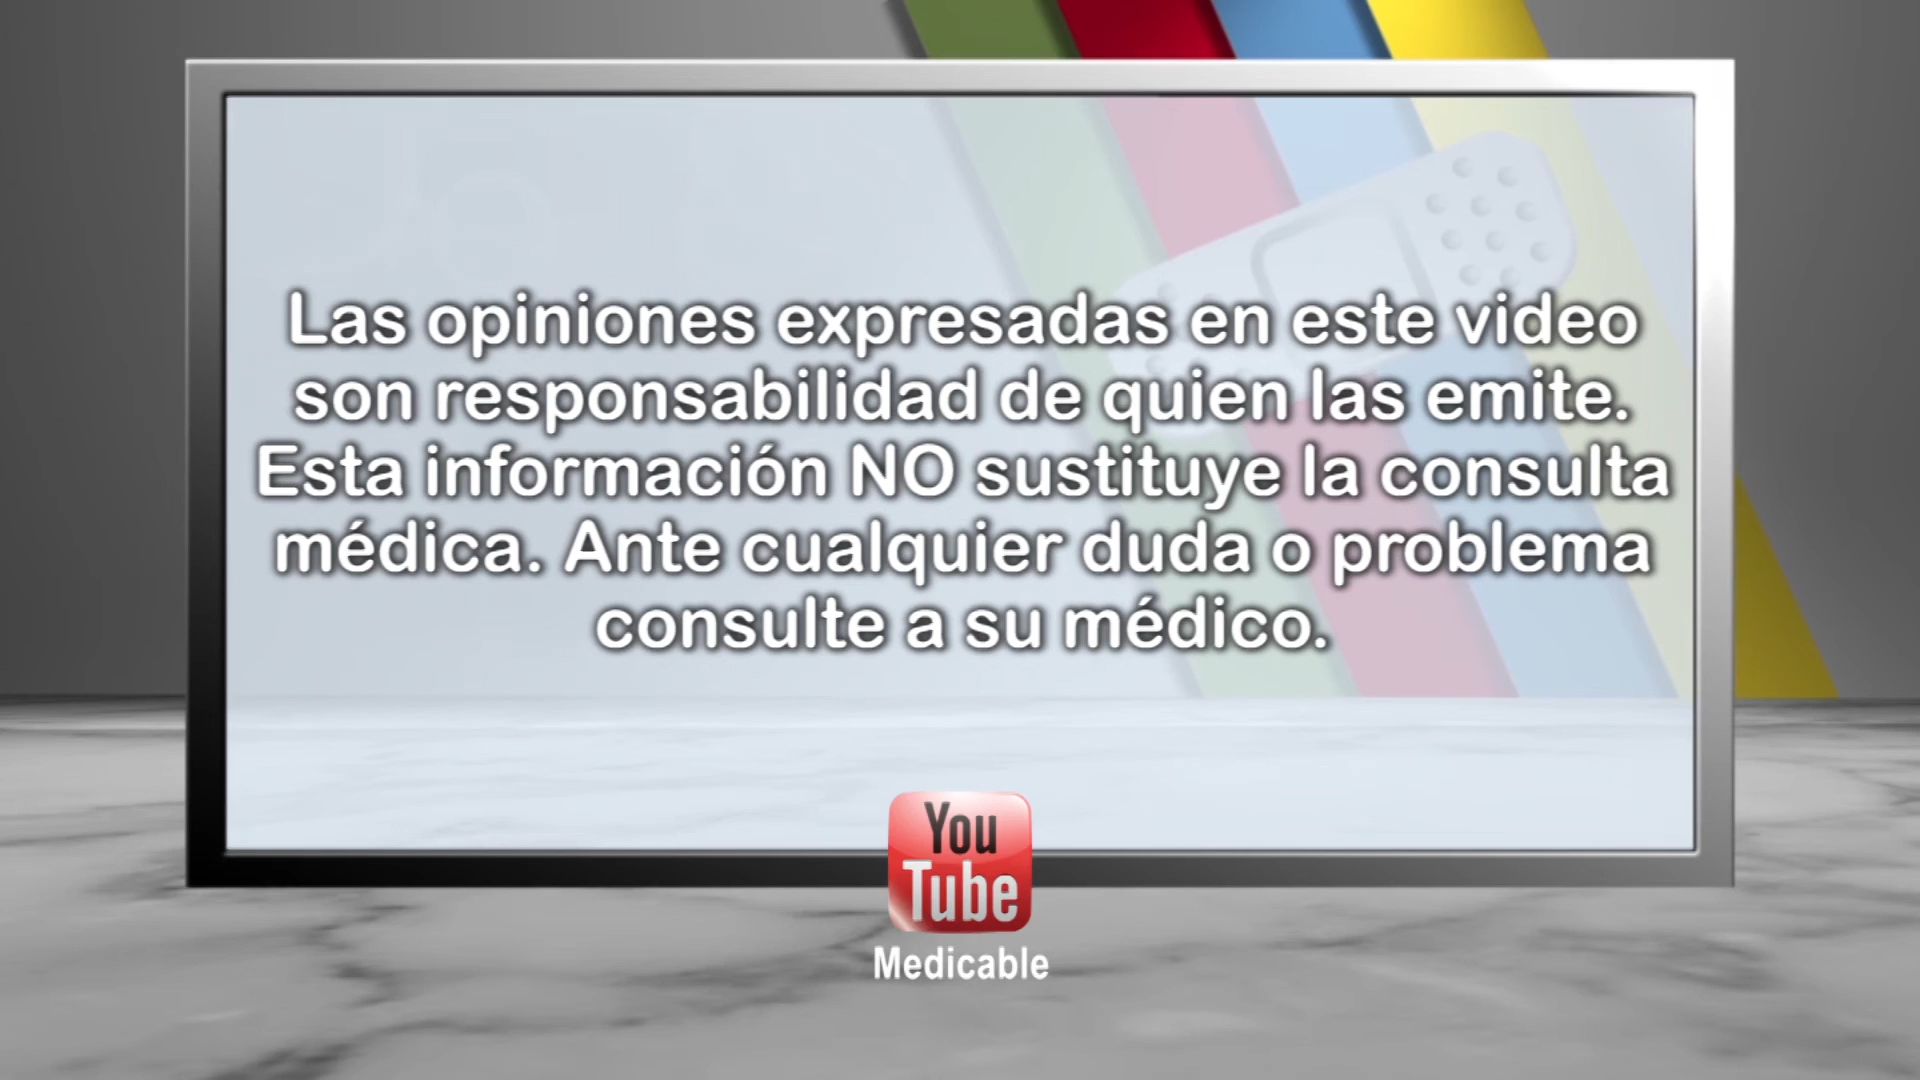 Las opiniones expresadas en este video
son responsabilidad de quien las emite.
Esta información NO sustituye la consulta
médica. Ante cualquier duda o problema
consulte a su médico.
You
Tube
Medicable